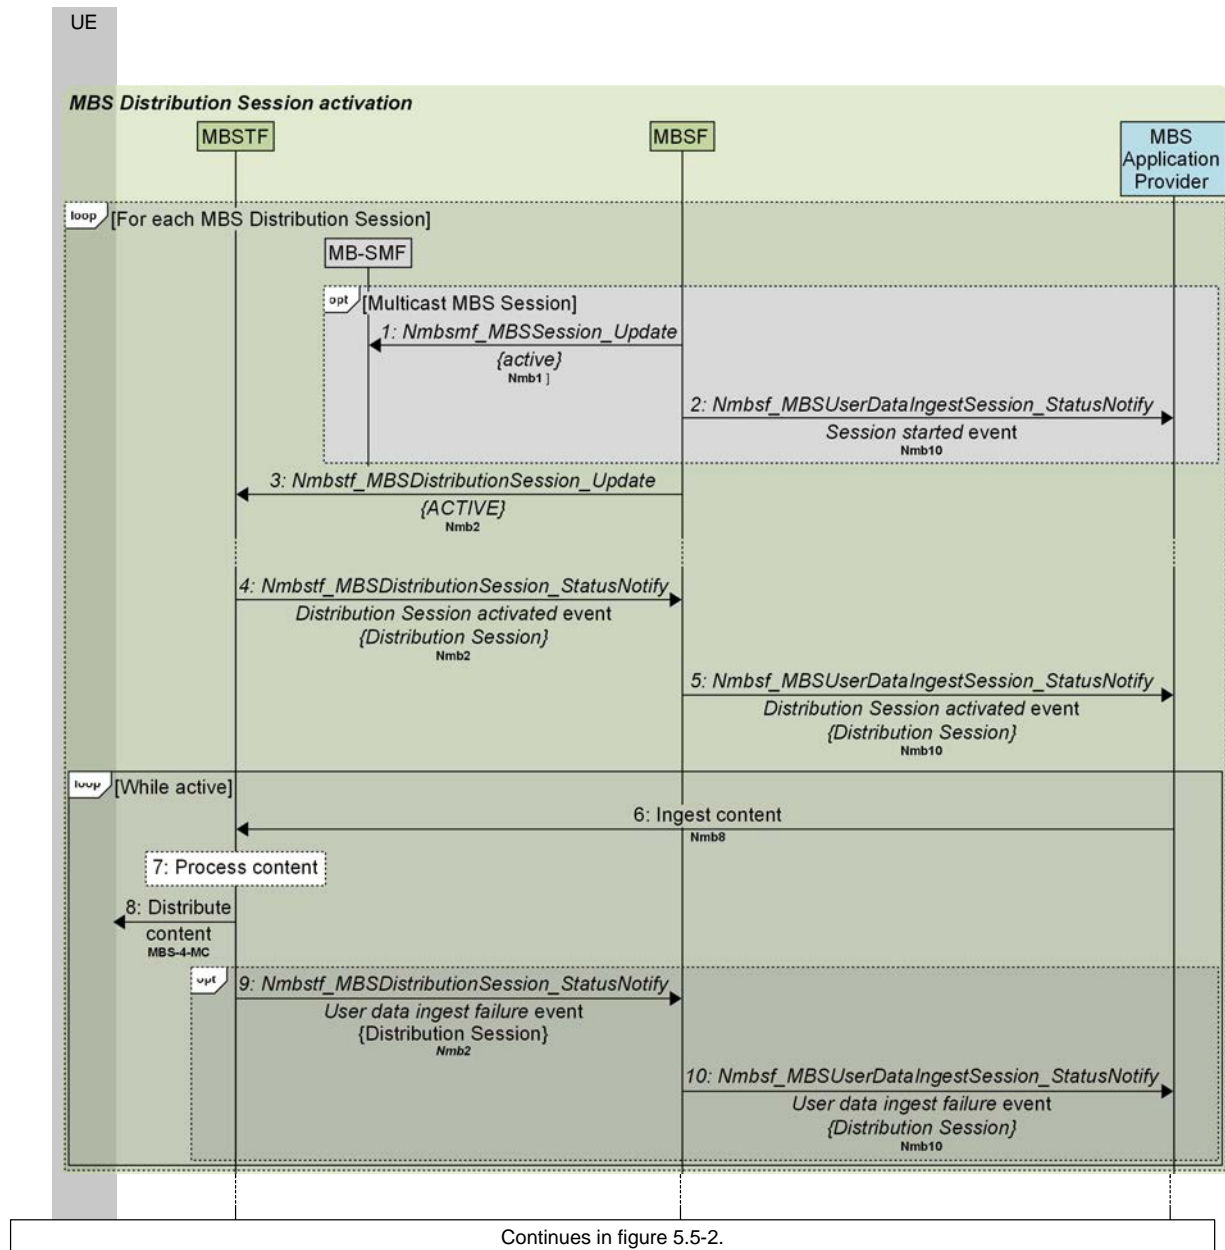 UE
MBS Distribution Session activation
MBSTF
MBSF
MBS
Application
Provider
loop [For each MBS Distribution Session]
MB-SMF
opt [Multicast MBS Session]
1: Nmbsmf_MBSSession_Update
{active}
Nmb1 ]
2: Nmbsf_MBSUserDataIngestSession_StatusNotify
Session started event
Nmb10
3: Nmbstf_MBSDistributionSession_Update
{ACTIVE}
Nmb2
4: Nmbstf_MBSDistributionSession_StatusNotify
Distribution Session activated event
{Distribution Session}
Nmb2
5: Nmbsf_MBSUserDataIngestSession_StatusNotify
Distribution Session activated event
{Distribution Session}
Nmb10
loop [While active]
6: Ingest content
Nmb8
7: Process content
8: Distribute
content
MBS-4-MC
opt
9: Nmbstf_MBSDistributionSession_StatusNotify
User data ingest failure event
{Distribution Session}
Nmb2
10: Nmbsf_MBSUserDataIngestSession_StatusNotify
User data ingest failure event
{Distribution Session}
Nmb10
Continues in figure 5.5-2.